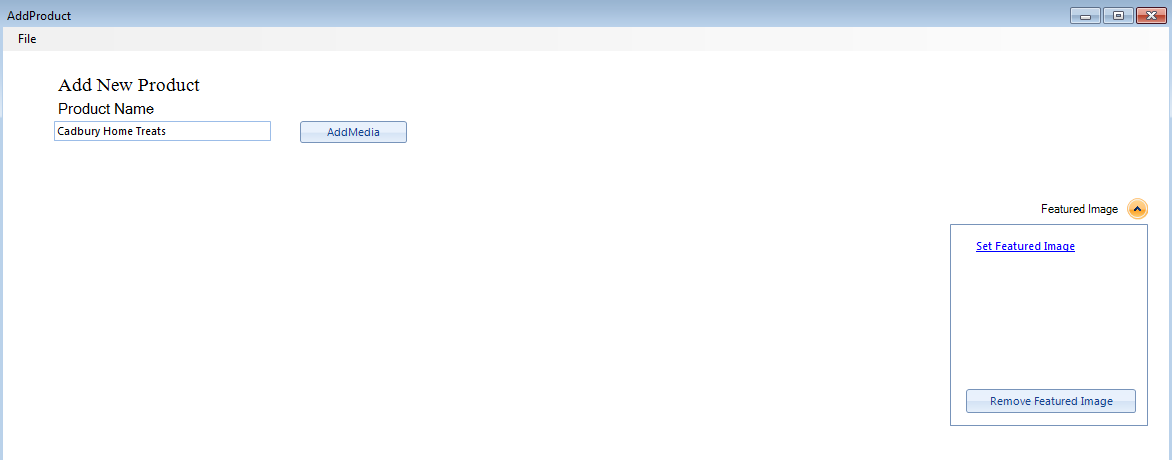 AddProduct
File
Add New Product
Product Name
Cadbury Home Treats
AddMedia
Featured Image
Set Featured Image
Remove Featured Image